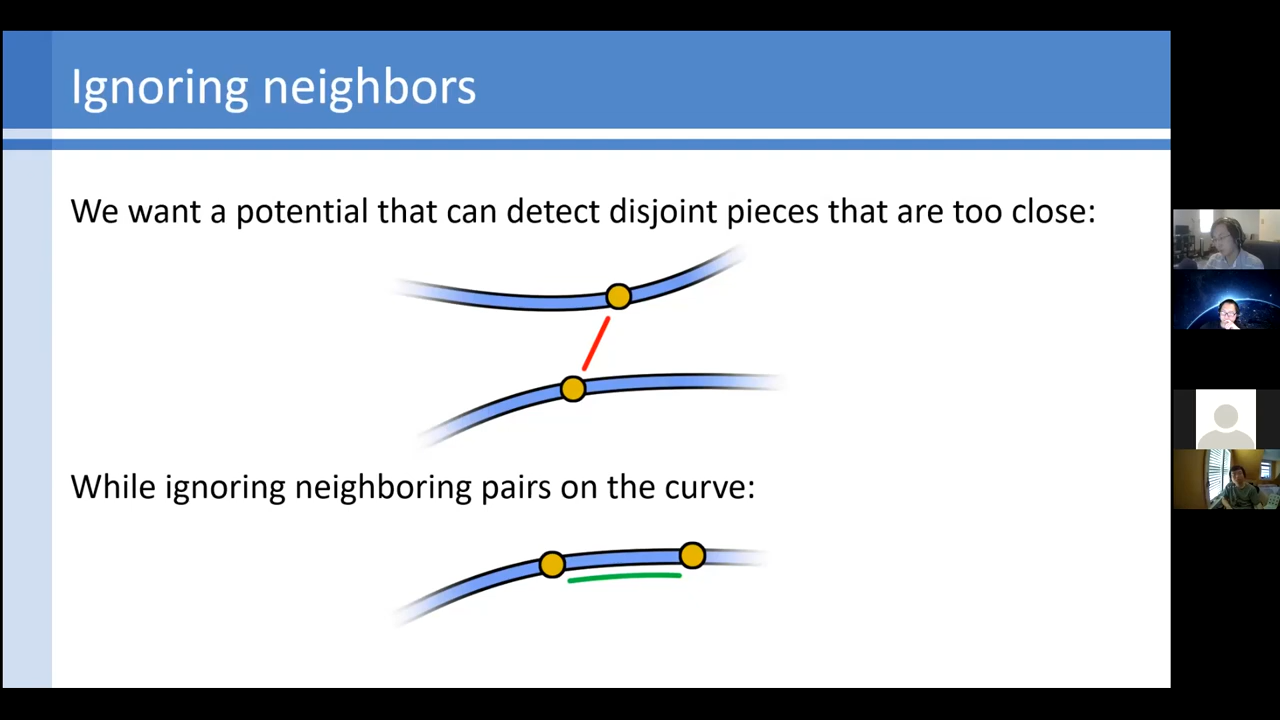 Ignoring neighbors
We want a potential that can detect disjoint pieces that are too close:
While ignoring neighboring pairs on the curve: